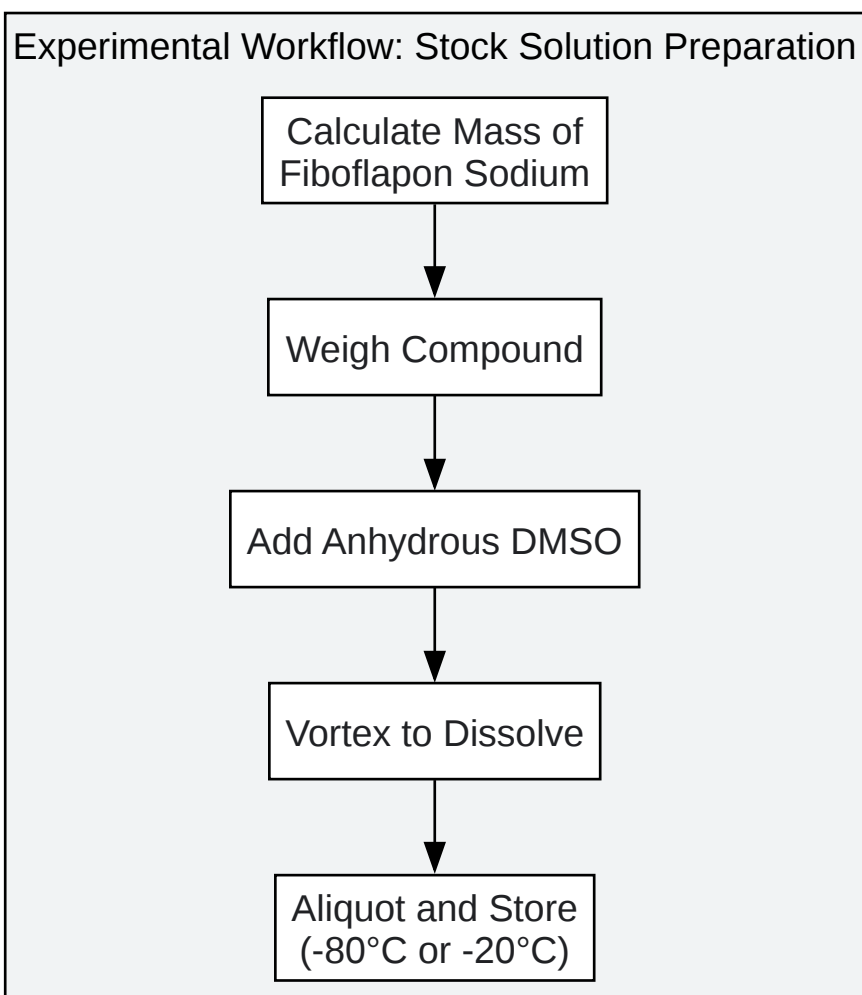 Experimental Workflow: Stock Solution Preparation
Calculate Mass of
Fiboflapon Sodium
Weigh Compound
Add Anhydrous DMSO
Vortex to Dissolve
Aliquot and Store
(-80°C or -20°C)